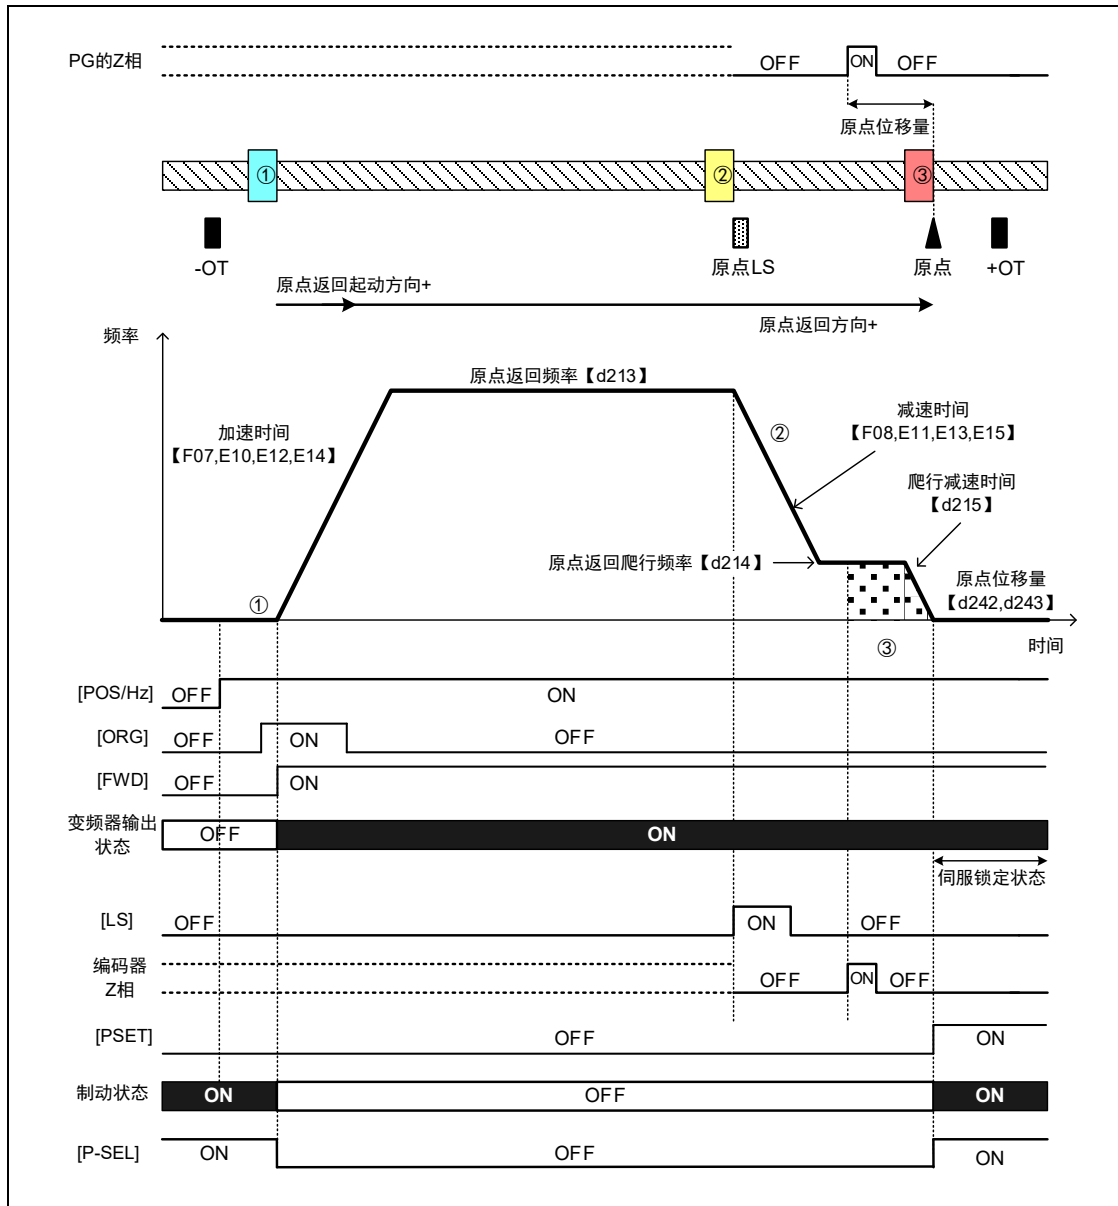 PG的Z相
OFF
ON
OFF
原点位移量
①
②
③
-OT
原点LS
原点
+OT
原点返回起动方向+
原点返回方向+
频率
原点返回频率【d213】
加速时间
【F07,E10,E12,E14】
②
减速时间
【F08,E11,E13,E15】
爬行减速时间
【d215】
原点返回爬行频率【d214】
原点位移量
【d242,d243】
①
③
时间
[POS/Hz]
OFF
ON
[ORG]
OFF
ON
OFF
[FWD]
OFF
ON
变频器输出
状态
OFF
ON
伺服锁定状态
[LS]
OFF
ON
OFF
编码器
Z相
OFF
ON
OFF
[PSET]
OFF
ON
制动状态
ON
OFF
ON
[P-SEL]
ON
OFF
ON